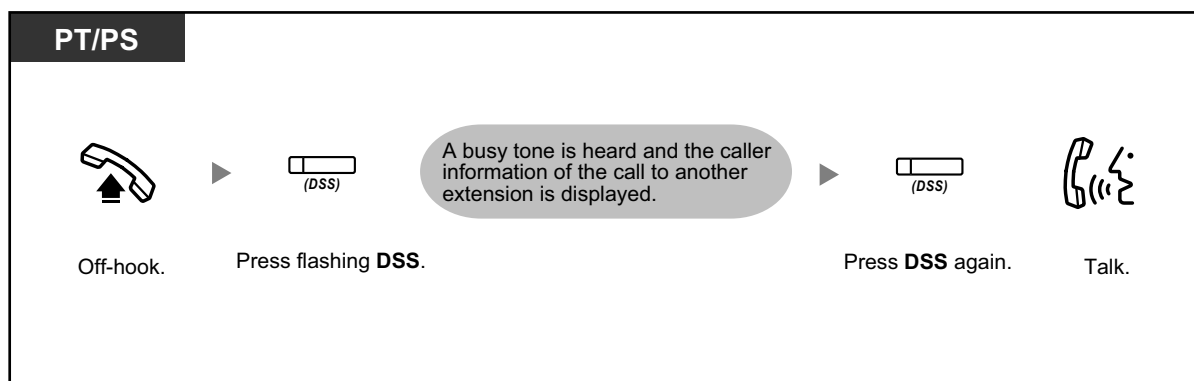 PT/PS
A busy tone is heard and the caller
information of the call to another
extension is displayed.
(DSS)
(DSS)
Off-hook.
Press flashing DSS.
Press DSS again.
Talk.